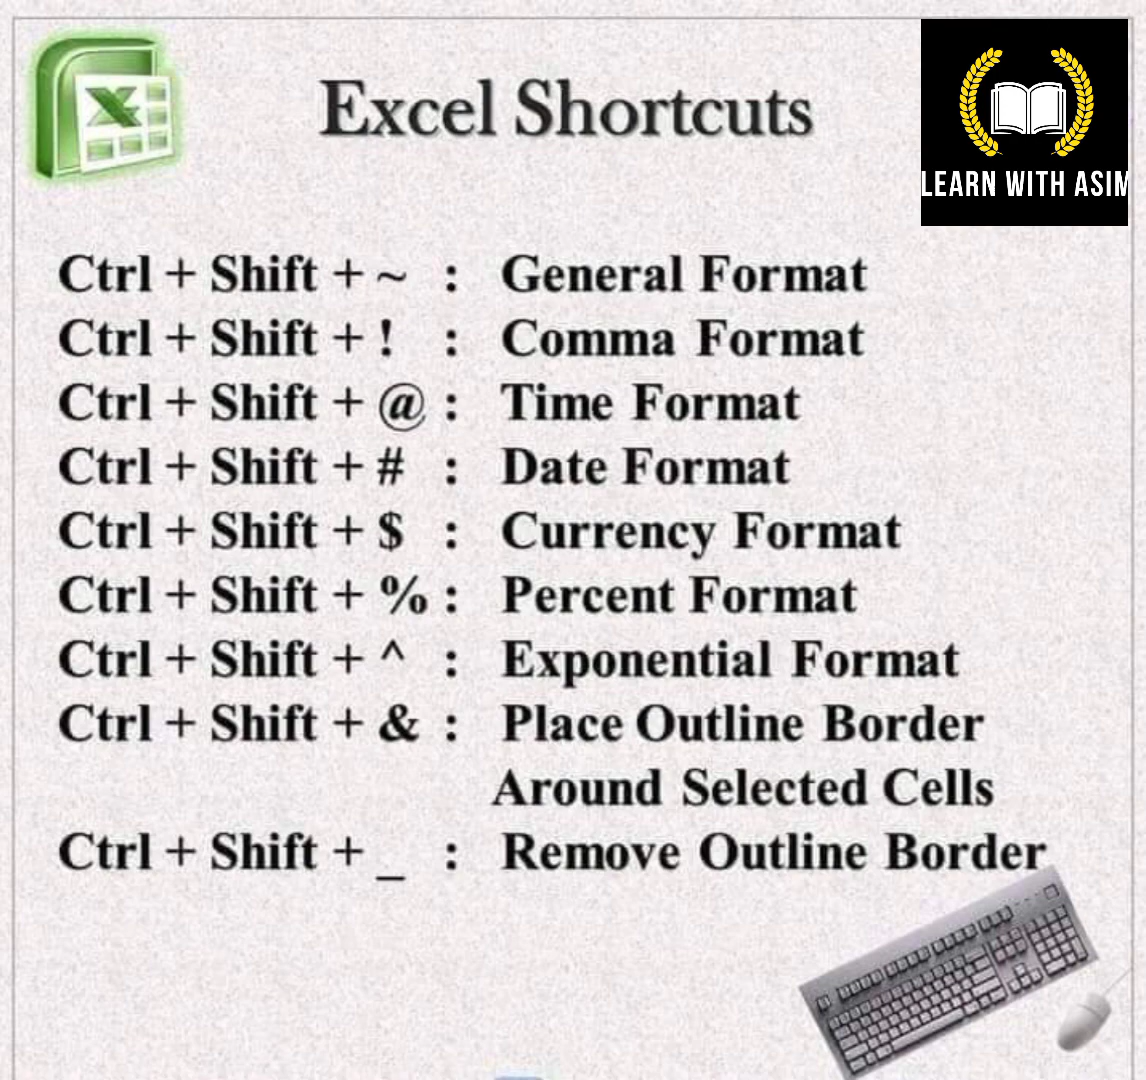 Excel Shortcuts
LEARN WITH ASIM
Ctrl + Shift + ~ : General Format
Ctrl + Shift + ! : Comma Format
Ctrl + Shift + @ : Time Format
Ctrl + Shift + # : Date Format
Ctrl + Shift + $ : Currency Format
Ctrl + Shift + % : Percent Format
Ctrl + Shift + ^ : Exponential Format
Ctrl + Shift + & : Place Outline Border
Around Selected Cells
Ctrl + Shift + _ : Remove Outline Border